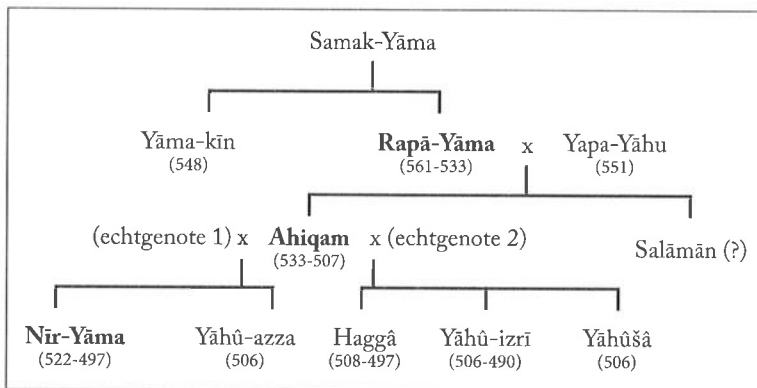 Samak-Yāma
Yāma-kīn Rapā-Yāma x Yapa-Yāhu
(548) (561-533) (551)
(echtgenote 1) x Ahiqam x (echtgenote 2) Salāmān (?)
(533-507)
Nīr-Yāma Yāhû-azza Haggâ Yāhû-izrī Yāhûšâ
(522-497) (506) (508-497) (506-490) (506)